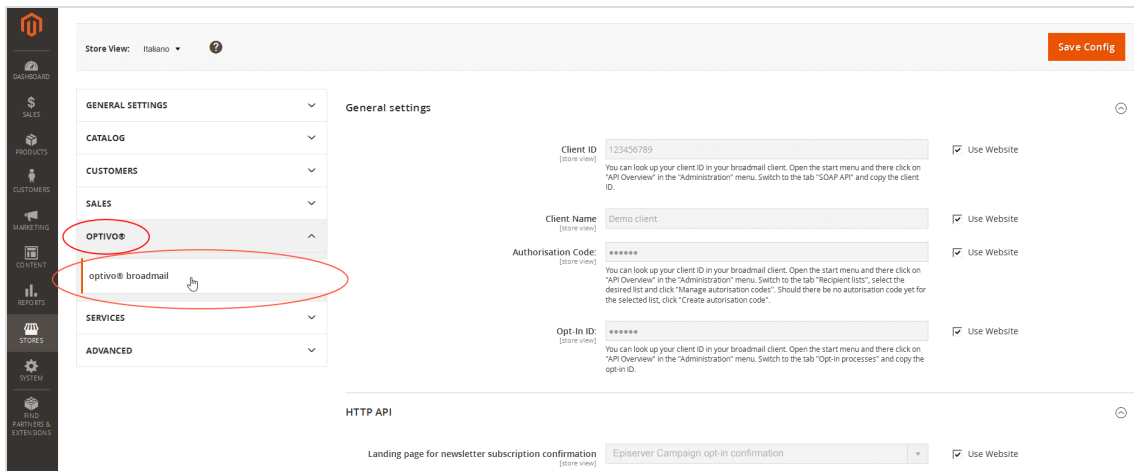 Store View: Italiano
Save Config
DASHBOARD
SALES
PRODUCTS
CUSTOMERS
MARKETING
CONTENT
REPORTS
STORES
SYSTEM
FIND
PARTNERS &
EXTENSIONS
GENERAL SETTINGS
CATALOG
CUSTOMERS
SALES
OPTIVO®
optivo® broadmail
SERVICES
ADVANCED
General settings
Client ID
[store view]
123456789
Use Website
You can look up your client ID in your broadmail client. Open the start menu and there click on
"API Overview" in the "Administration" menu. Switch to the tab "SOAP API" and copy the client
ID.
Client Name
[store view]
Demo client
Use Website
Authorisation Code:
[store view]
Use Website
You can look up your client ID in your broadmail client. Open the start menu and there click on
"API Overview" in the "Administration" menu. Switch to the tab "Recipient lists", select the
desired list and click "Manage autorisation codes". Should there be no autorisation code yet for
the selected list, click "Create autorisation code".
Opt-In ID:
[store view]
Use Website
You can look up your client ID in your broadmail client. Open the start menu and there click on
"API Overview" in the "Administration" menu. Switch to the tab "Opt-in processes" and copy the
opt-in ID.
HTTP API
Landing page for newsletter subscription confirmation
[store view]
Episerver Campaign opt-in confirmation
Use Website